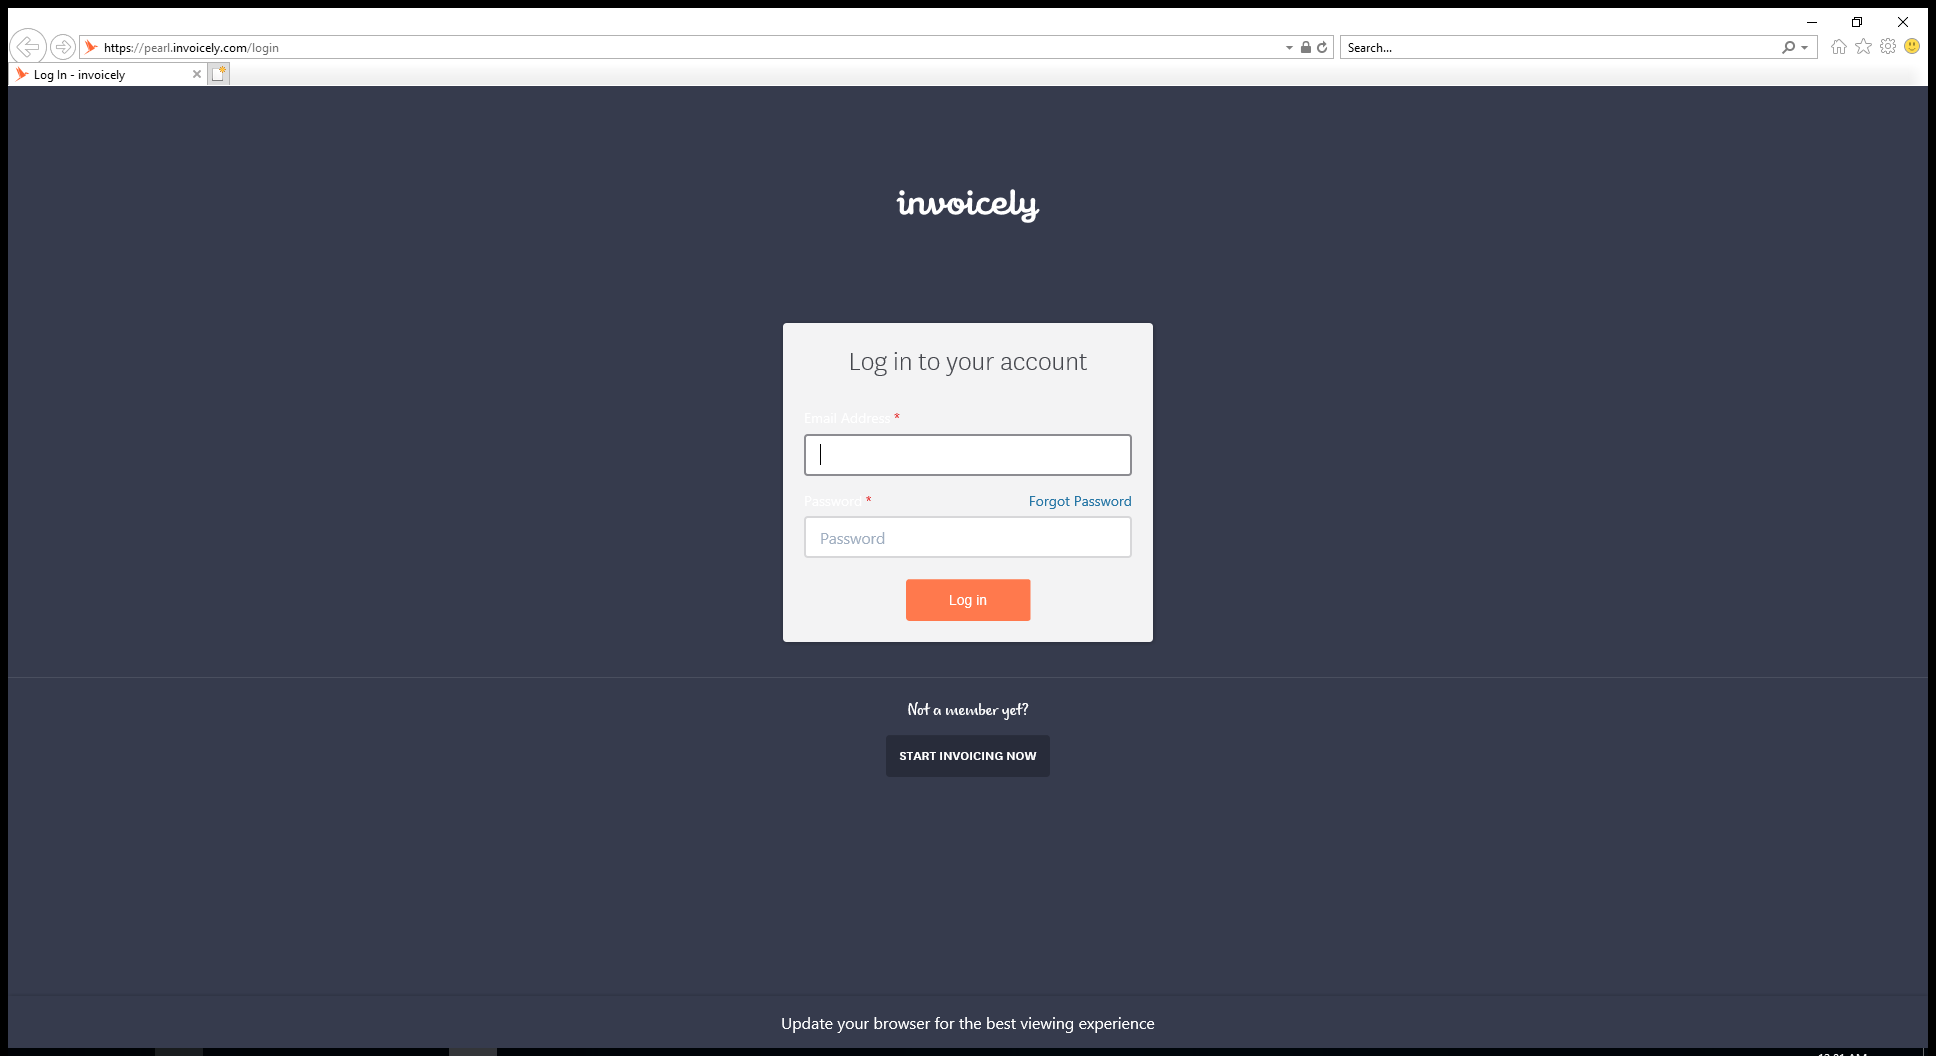 https://pearl.invoicely.com/login
Search...
Log In - invoicely
invoicely
Log in to your account
Email Address *
Password *
Forgot Password
Password
Log in
Not a member yet?
START INVOICING NOW
Update your browser for the best viewing experience